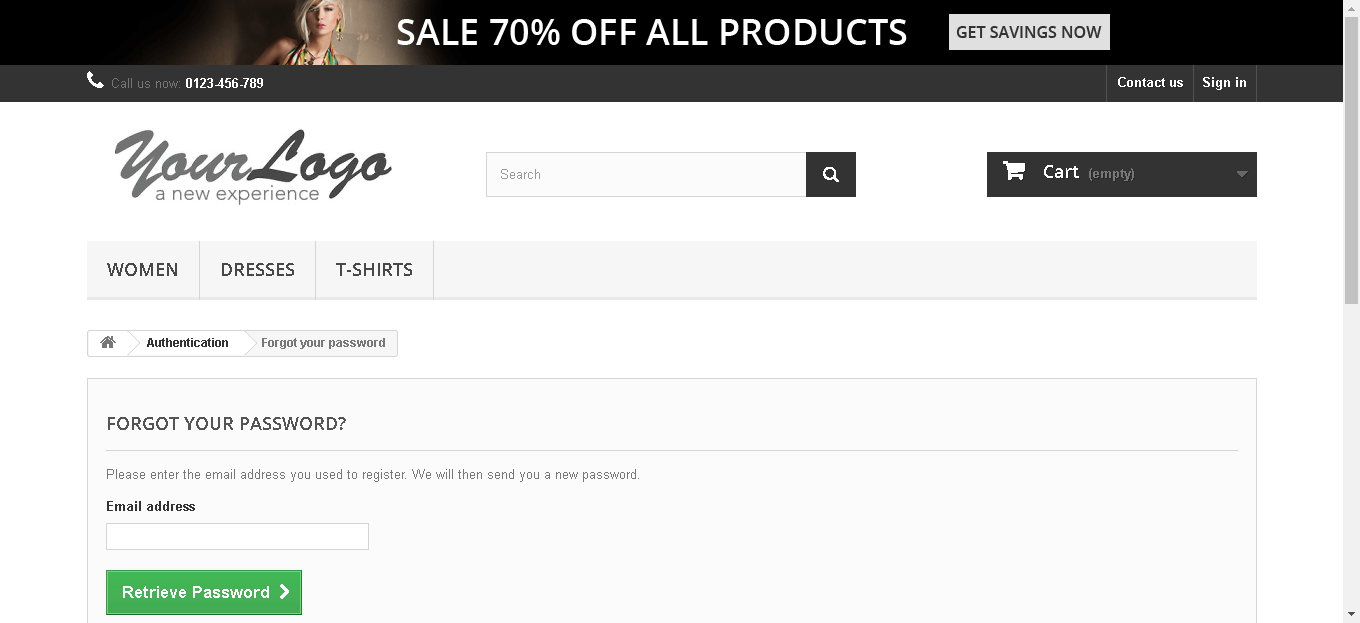 SALE 70% OFF ALL PRODUCTS GET SAVINGS NOW
Call us now: 0123-456-789 Contact us Sign in
YourLogo
a new experience
Search
Cart (empty)
WOMEN DRESSES T-SHIRTS
Authentication Forgot your password
FORGOT YOUR PASSWORD?
Please enter the email address you used to register. We will then send you a new password.
Email address
Retrieve Password